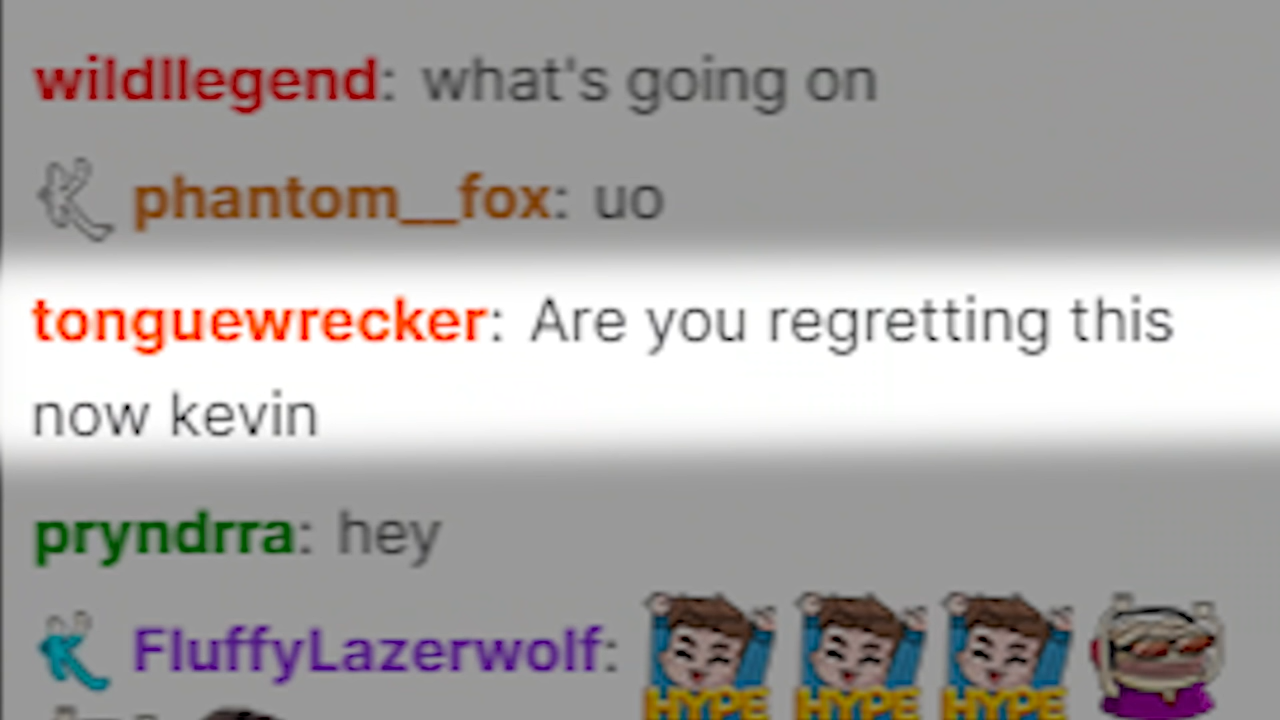 wildllegend: what's going on
phantom__fox: uo
tonguewrecker: Are you regretting this
now kevin
pryndrra: hey
FluffyLazerwolf: HYPE HYPE HYPE